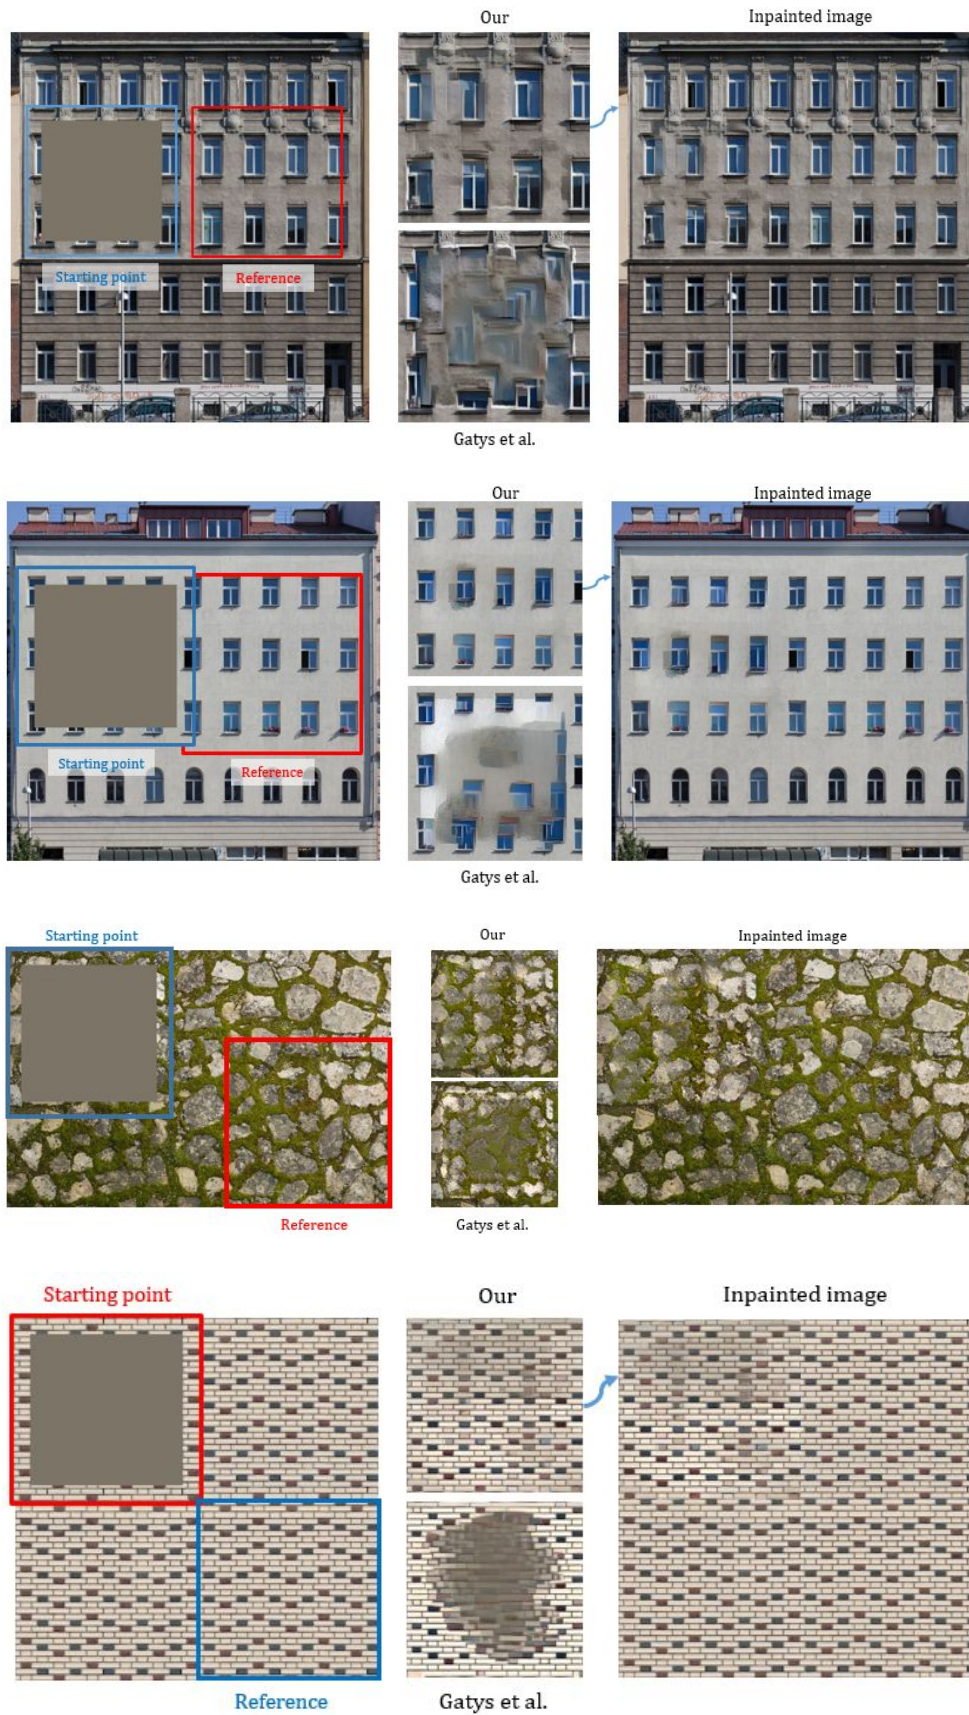 Our
Inpainted image
Starting point
Reference
Gatys et al.
Our
Inpainted image
Starting point
Reference
Gatys et al.
Starting point
Our
Inpainted image
Reference
Gatys et al.
Starting point
Our
Inpainted image
Reference
Gatys et al.